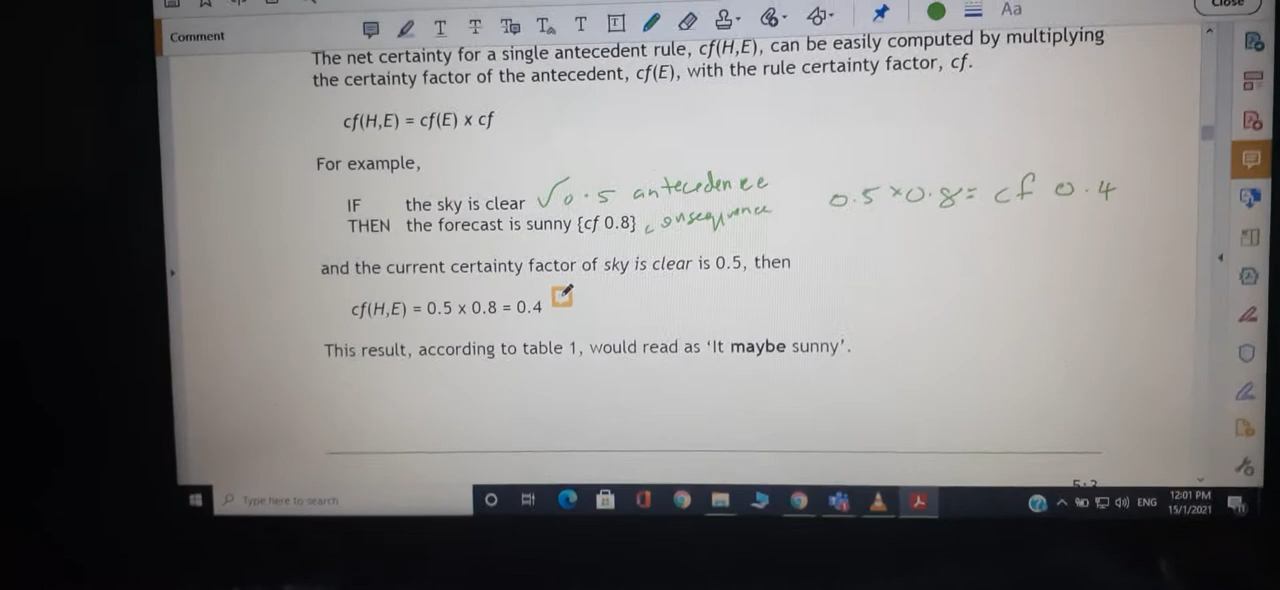 Close
Comment
T T T T T T Aa
The net certainty for a single antecedent rule, cf(H,E), can be easily computed by multiplying
the certainty factor of the antecedent, cf(E), with the rule certainty factor, cf.
cf(H,E) = cf(E) x cf
For example,
IF the sky is clear √0.5 antecedence 0.5 × 0.8 = cf 0.4
THEN the forecast is sunny {cf 0.8} consequence
and the current certainty factor of sky is clear is 0.5, then
cf(H,E) = 0.5 x 0.8 = 0.4
This result, according to table 1, would read as 'It maybe sunny'.
5-2
Type here to search
ENG
12:01 PM
15/1/2021